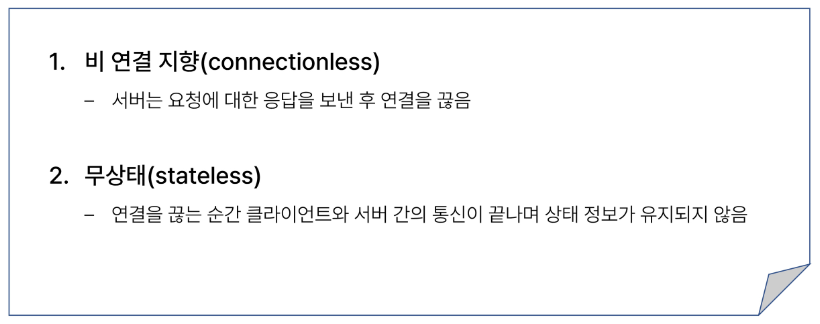 1. 비 연결 지향(connectionless)
– 서버는 요청에 대한 응답을 보낸 후 연결을 끊음
2. 무상태(stateless)
– 연결을 끊는 순간 클라이언트와 서버 간의 통신이 끝나며 상태 정보가 유지되지 않음